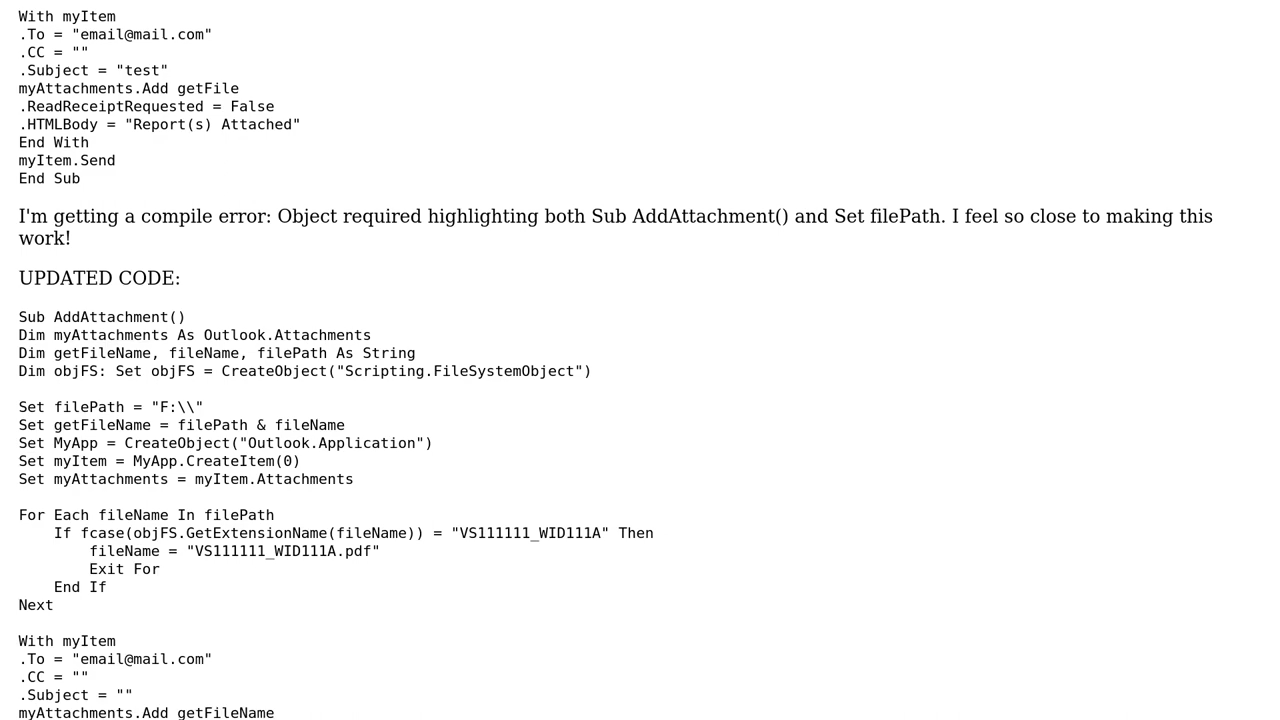 With myItem
.To = "email@mail.com"
.CC = ""
.Subject = "test"
myAttachments.Add getFile
.ReadReceiptRequested = False
.HTMLBody = "Report(s) Attached"
End With
myItem.Send
End Sub
I'm getting a compile error: Object required highlighting both Sub AddAttachment() and Set filePath. I feel so close to making this
work!
UPDATED CODE:
Sub AddAttachment()
Dim myAttachments As Outlook.Attachments
Dim getFileName, fileName, filePath As String
Dim objFS: Set objFS = CreateObject("Scripting.FileSystemObject")
Set filePath = "F:\\"
Set getFileName = filePath & fileName
Set MyApp = CreateObject("Outlook.Application")
Set myItem = MyApp.CreateItem(0)
Set myAttachments = myItem.Attachments
For Each fileName In filePath
    If fcase(objFS.GetExtensionName(fileName)) = "VS111111_WID111A" Then
        fileName = "VS111111_WID111A.pdf"
        Exit For
    End If
Next
With myItem
.To = "email@mail.com"
.CC = ""
.Subject = ""
myAttachments.Add getFileName